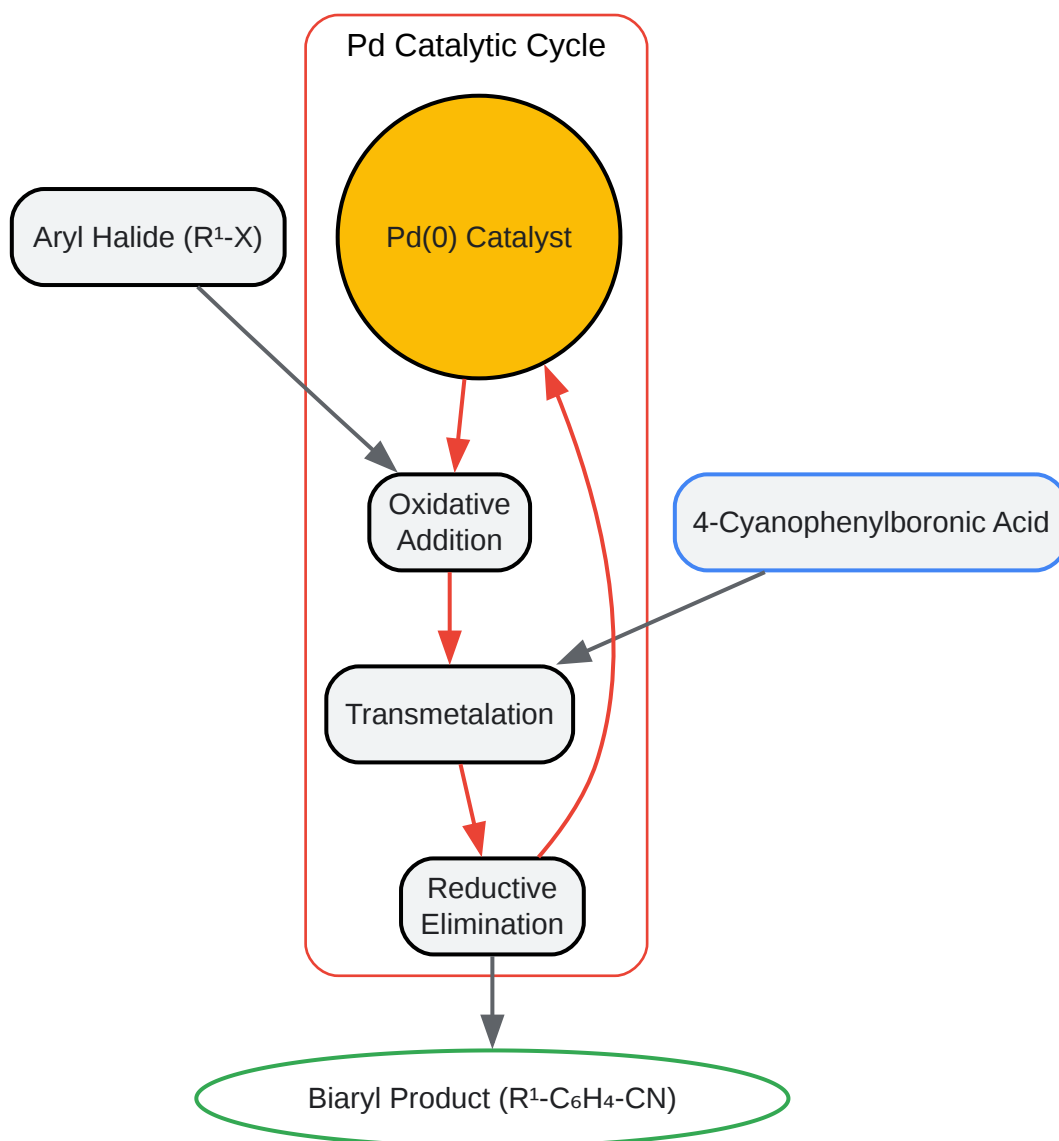 Pd Catalytic Cycle
Pd(0) Catalyst
Aryl Halide (R¹-X)
Oxidative
Addition
4-Cyanophenylboronic Acid
Transmetalation
Reductive
Elimination
Biaryl Product (R¹-C₆H₄-CN)